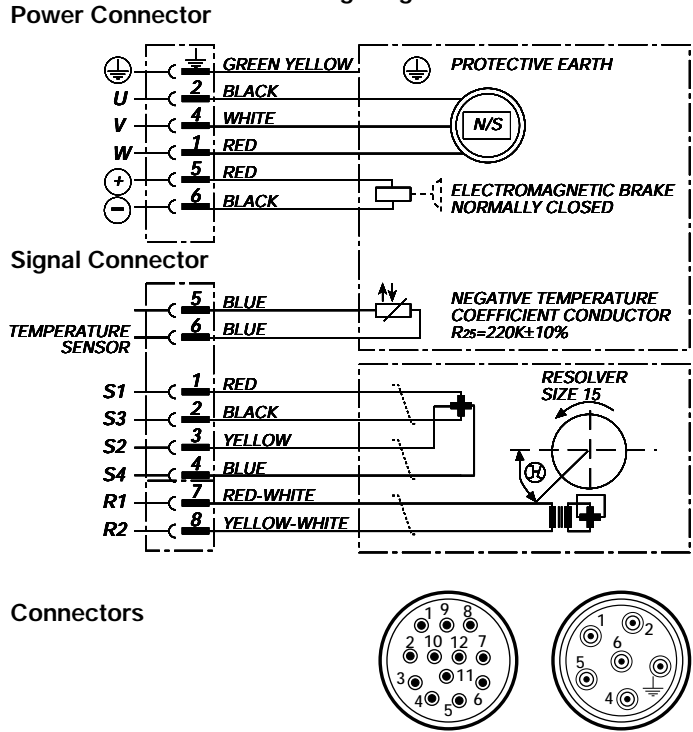 Power Connector
GREEN YELLOW PROTECTIVE EARTH
U 2 BLACK
V 4 WHITE N/S
W 1 RED
+ 5 RED
− 6 BLACK
ELECTROMAGNETIC BRAKE
NORMALLY CLOSED
Signal Connector
5 BLUE
TEMPERATURE
SENSOR
6 BLUE
NEGATIVE TEMPERATURE
COEFFICIENT CONDUCTOR
R25=220K±10%
S1 1 RED
S3 2 BLACK
S2 3 YELLOW
S4 4 BLUE
R1 7 RED-WHITE
R2 8 YELLOW-WHITE
RESOLVER
SIZE 15
Connectors
1 9 8
2 10 12 7
3 11
4 5 6
1 2
6
5
4